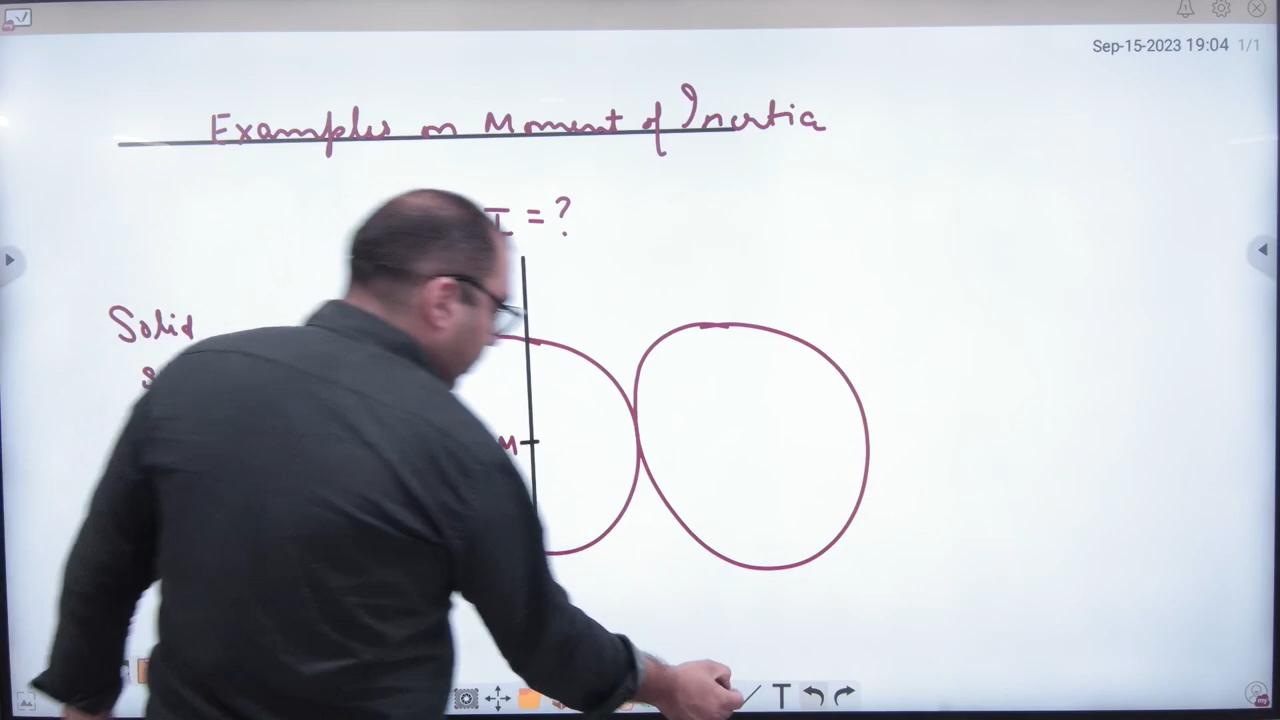 Sep-15-2023 19:04 1/1
Examples on Moment of Inertia
I = ?
Solid
M
T